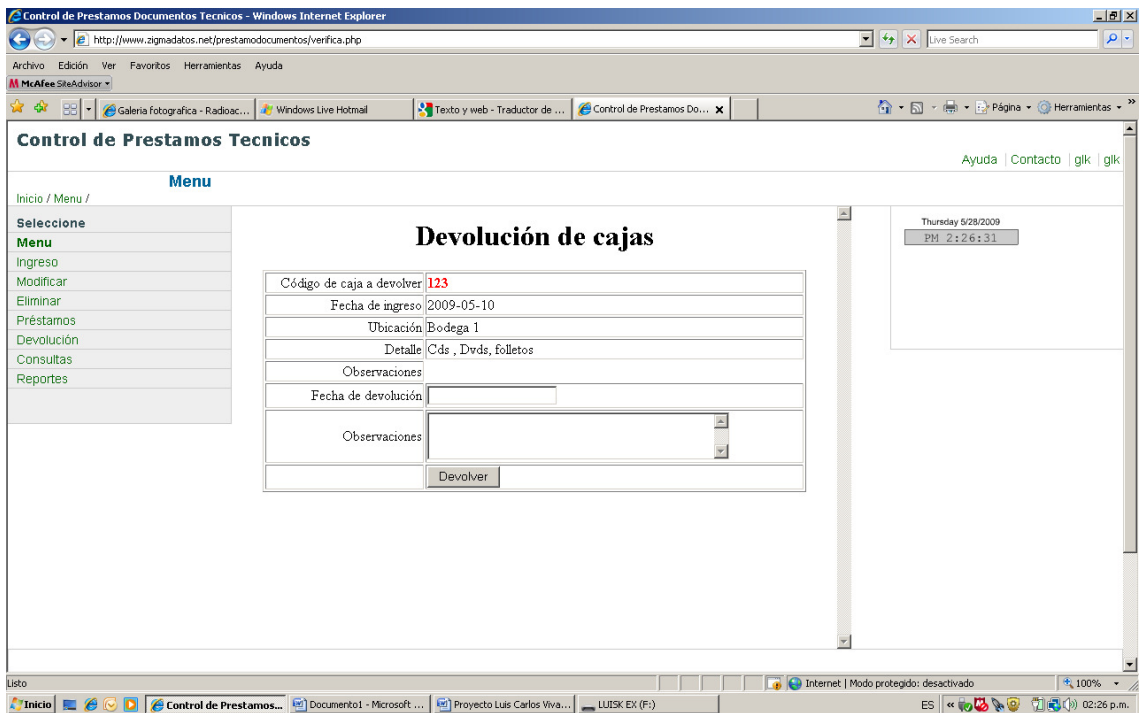 Control de Prestamos Documentos Tecnicos - Windows Internet Explorer
http://www.zigmadatos.net/prestamodocumentos/verifica.php
Live Search
Archivo Edición Ver Favoritos Herramientas Ayuda
McAfee SiteAdvisor
Galeria fotografica - Radioac... Windows Live Hotmail Texto y web - Traductor de ... Control de Prestamos Do... Página Herramientas
Control de Prestamos Tecnicos
Ayuda | Contacto | glk | glk
Menu
Inicio / Menu /
Seleccione
Menu
Ingreso
Modificar
Eliminar
Préstamos
Devolución
Consultas
Reportes
Devolución de cajas
Código de caja a devolver 123
Fecha de ingreso 2009-05-10
Ubicación Bodega 1
Detalle Cds , Dvds, folletos
Observaciones
Fecha de devolución
Observaciones
Devolver
Thursday 5/28/2009
PM 2:26:31
Listo
Internet | Modo protegido: desactivado
100%
Inicio Control de Prestamos... Documento1 - Microsoft ... Proyecto Luis Carlos Viva... LUISK EX (F:) ES 02:26 p.m.